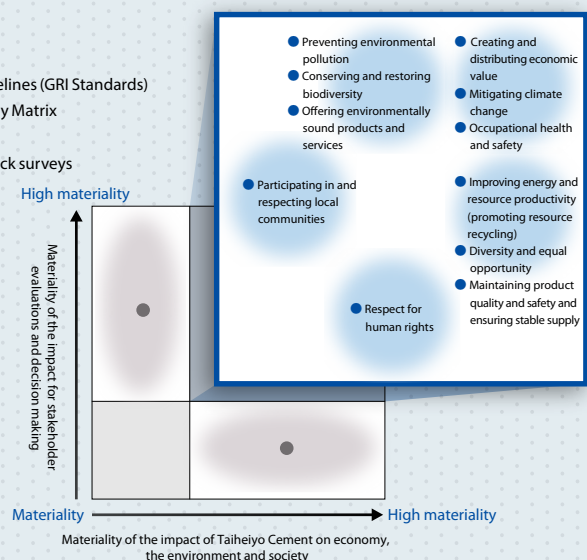 elines (GRI Standards)
y Matrix
ck surveys
● Preventing environmental
pollution
● Conserving and restoring
biodiversity
● Offering environmentally
sound products and
services
● Creating and
distributing economic
value
● Mitigating climate
change
● Occupational health
and safety
● Participating in and
respecting local
communities
● Improving energy and
resource productivity
(promoting resource
recycling)
● Diversity and equal
opportunity
● Maintaining product
quality and safety and
ensuring stable supply
● Respect for
human rights
High materiality
Materiality of the impact for stakeholder
evaluations and decision making
Materiality
High materiality
Materiality of the impact of Taiheiyo Cement on economy,
the environment and society